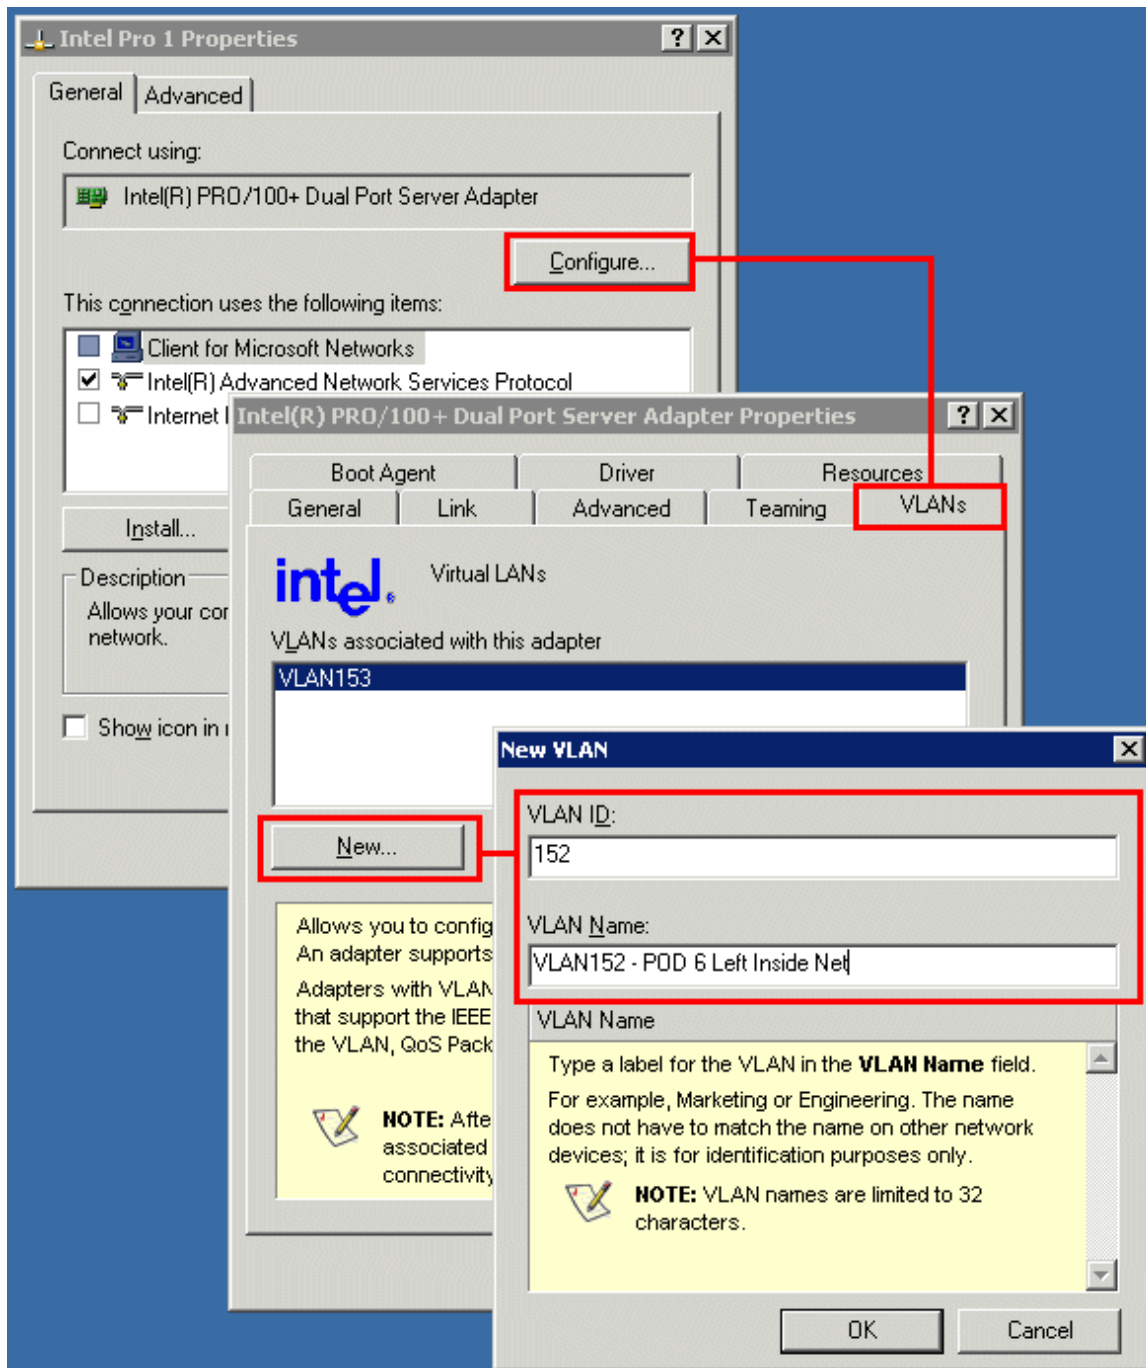 Intel Pro 1 Properties
General
Advanced
Connect using:
Intel(R) PRO/100+ Dual Port Server Adapter
Configure...
This connection uses the following items:
Client for Microsoft Networks
Intel(R) Advanced Network Services Protocol
Internet
Install...
Description
Allows your
network.
Show icon in
Intel(R) PRO/100+ Dual Port Server Adapter Properties
Boot Agent
Driver
Resources
General
Link
Advanced
Teaming
VLANs
intel®
Virtual LANs
VLANs associated with this adapter
VLAN153
New...
Allows you to config
An adapter supports
Adapters with VLAN
that support the IEEE
the VLAN, QoS Pack
NOTE: Afte
associated
connectivity
New VLAN
VLAN ID:
152
VLAN Name:
VLAN152 - POD 6 Left Inside Net
VLAN Name
Type a label for the VLAN in the VLAN Name field.
For example, Marketing or Engineering. The name
does not have to match the name on other network
devices; it is for identification purposes only.
NOTE: VLAN names are limited to 32
characters.
OK
Cancel